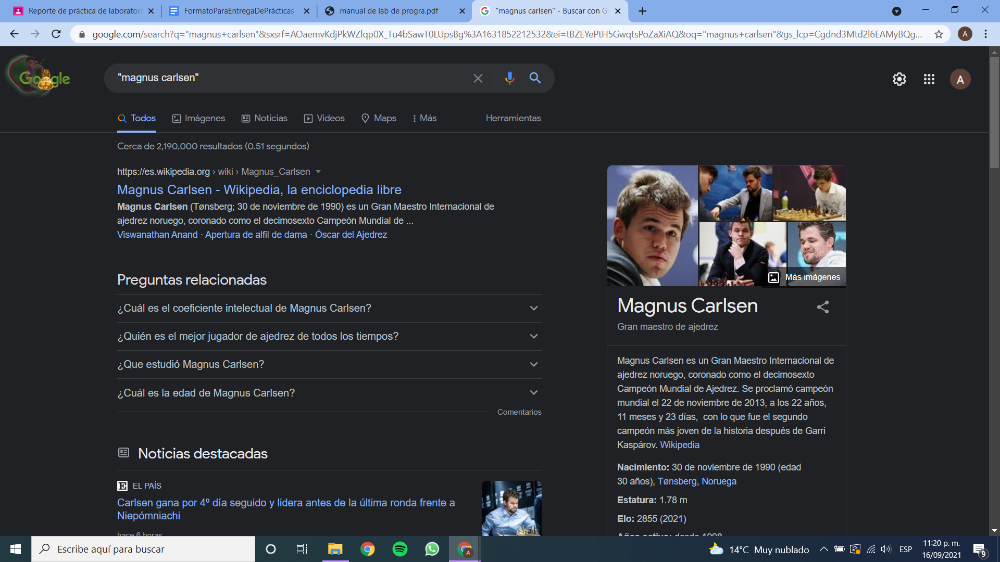 Reporte de práctica de laboratori
FormatoParaEntregaDePrácticas
manual de lab de progra.pdf
"magnus carlsen" - Buscar con Go
google.com/search?q="magnus+carlsen"&sxsrf=AOaemvKdjPkWZlqp0X_Tu4bSawT0LUpsBg%3A1631852212532&ei=tBZEYePtH5GwqtsPoZaXiAQ&oq="magnus+carlsen"&gs_lcp=Cgdnd3Mtd2l6EAMyBQg...
A
Google
"magnus carlsen"
A
Todos
Imágenes
Noticias
Videos
Maps
Más
Herramientas
Cerca de 2,190,000 resultados (0.51 segundos)
https://es.wikipedia.org › wiki › Magnus_Carlsen
Magnus Carlsen - Wikipedia, la enciclopedia libre
Magnus Carlsen (Tønsberg; 30 de noviembre de 1990) es un Gran Maestro Internacional de
ajedrez noruego, coronado como el decimosexto Campeón Mundial de ...
Viswanathan Anand · Apertura de alfil de dama · Óscar del Ajedrez
Preguntas relacionadas
¿Cuál es el coeficiente intelectual de Magnus Carlsen?
¿Quién es el mejor jugador de ajedrez de todos los tiempos?
¿Que estudió Magnus Carlsen?
¿Cuál es la edad de Magnus Carlsen?
Comentarios
Noticias destacadas
E EL PAÍS
Carlsen gana por 4º día seguido y lidera antes de la última ronda frente a
Niepómniachi
hace 6 horas
Más imágenes
Magnus Carlsen
Gran maestro de ajedrez
Magnus Carlsen es un Gran Maestro Internacional de
ajedrez noruego, coronado como el decimosexto
Campeón Mundial de Ajedrez. Se proclamó campeón
mundial el 22 de noviembre de 2013, a los 22 años,
11 meses y 23 días, con lo que fue el segundo
campeón más joven de la historia después de Garri
Kaspárov. Wikipedia
Nacimiento: 30 de noviembre de 1990 (edad
30 años), Tønsberg, Noruega
Estatura: 1.78 m
Elo: 2855 (2021)
Años activo: desde 1998
Escribe aquí para buscar
A
14°C Muy nublado
ESP
11:20 p. m.
16/09/2021
9